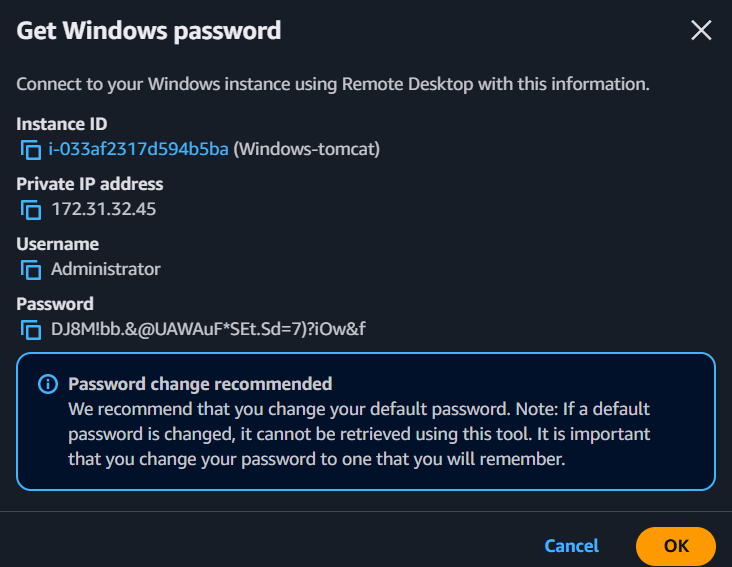 Get Windows password
Connect to your Windows instance using Remote Desktop with this information.
Instance ID
i-033af2317d594b5ba (Windows-tomcat)
Private IP address
172.31.32.45
Username
Administrator
Password
DJ8M!bb.&@UAWAuF*SEt.Sd=7)?iOw&f
Password change recommended
We recommend that you change your default password. Note: If a default
password is changed, it cannot be retrieved using this tool. It is important
that you change your password to one that you will remember.
Cancel
OK